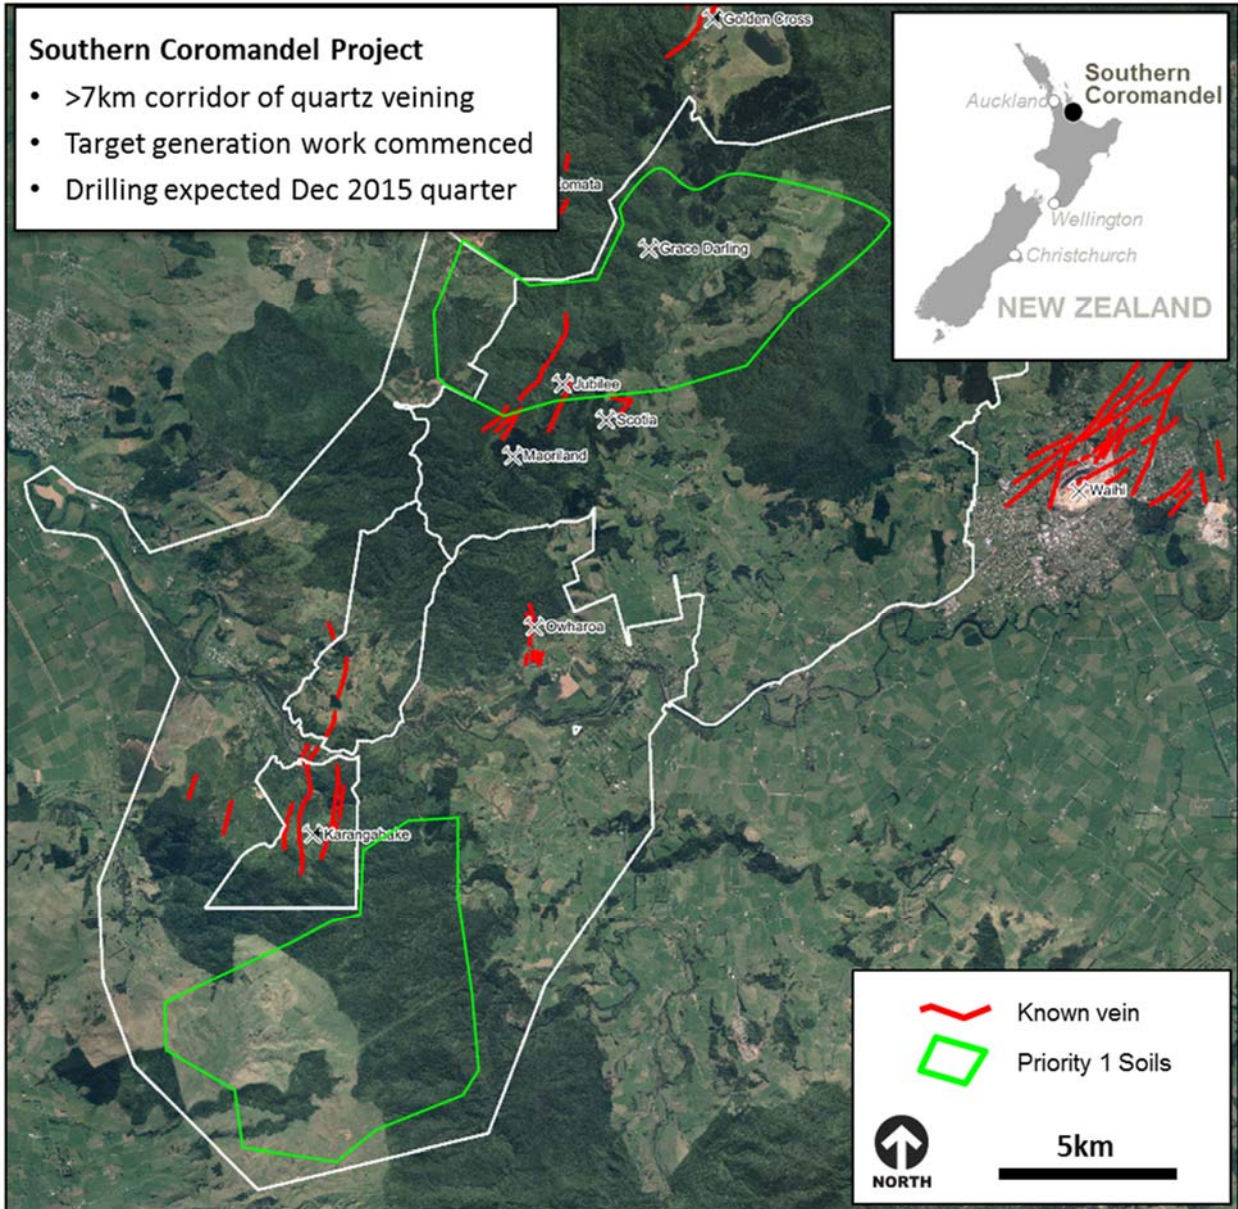 Southern Coromandel Project
• >7km corridor of quartz veining
• Target generation work commenced
• Drilling expected Dec 2015 quarter
Golden Cross
Southern
Coromandel
Auckland
Wellington
Christchurch
NEW ZEALAND
omata
Grace Darling
Jubilee
Scotia
Maoriland
Waihi
Owharoa
Karangahake
Known vein
Priority 1 Soils
NORTH
5km